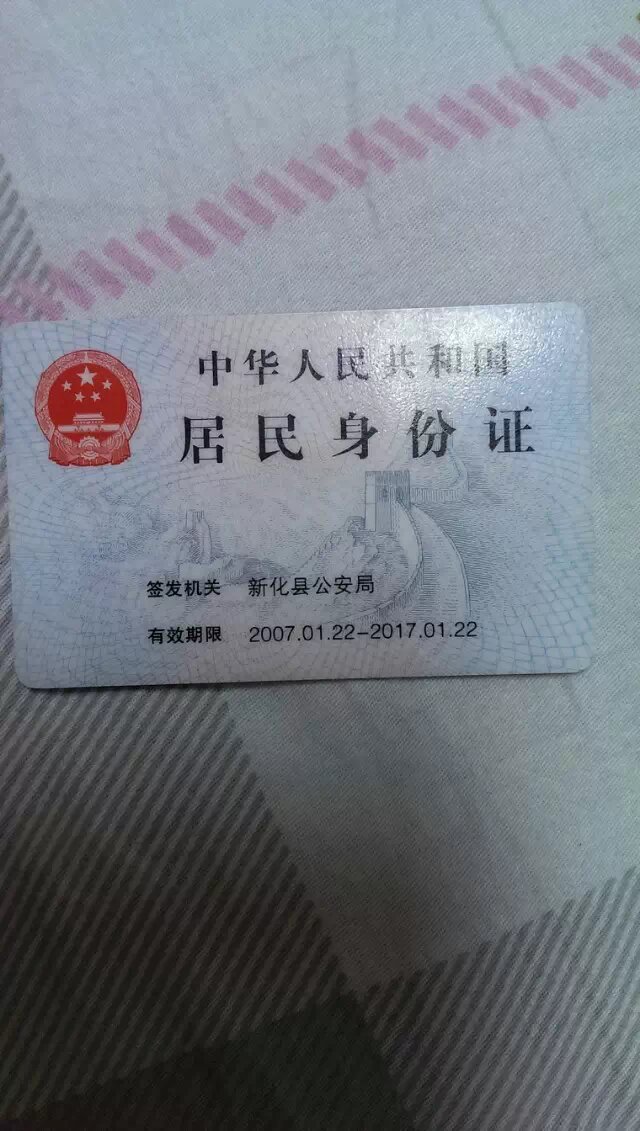 中华人民共和国
居民身份证
签发机关 新化县公安局
有效期限 2007.01.22-2017.01.22